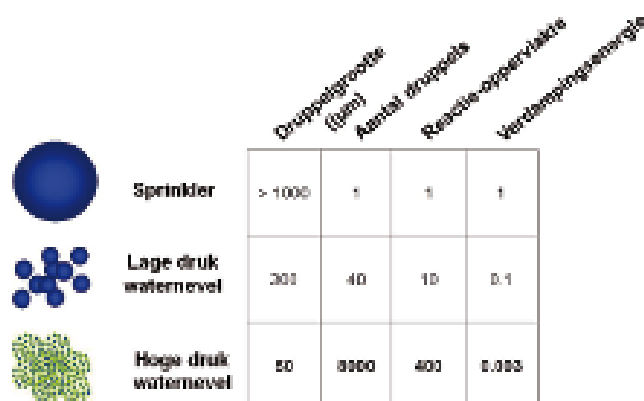 Druppelgrootte
(µm)
Aantal druppels
Reactie-oppervlakte
Verdampingsenergie
Sprinkler > 1000 1 1 1
Lage druk
waternevel 300 40 10 0.1
Hoge druk
waternevel 50 8000 400 0.003